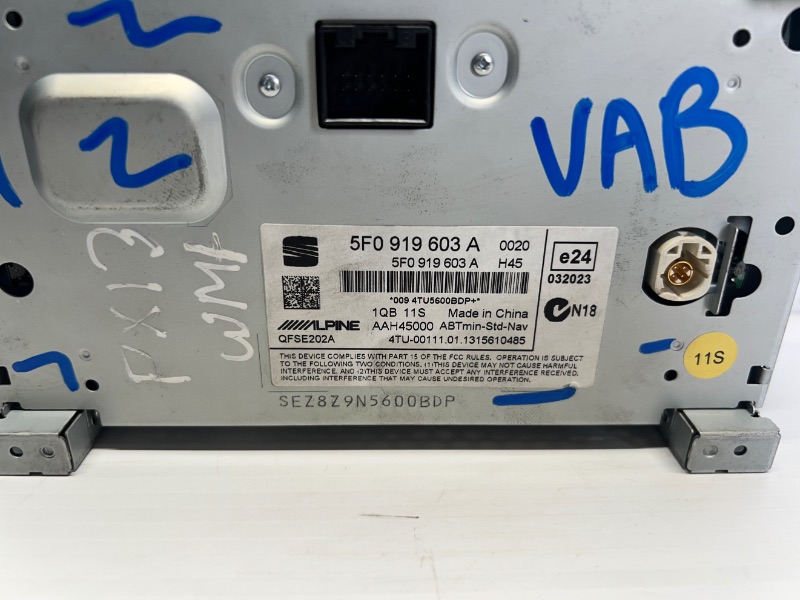 VAB
PX13
WM1
5F0 919 603 A 0020
5F0 919 603 A H45
*009 4TU5600BDP+*
1QB 11S Made in China
ALPINE AAH45000 ABTmin-Std-Nav
QFSE202A 4TU-00111.01.1315610485
e24
032023
N18
THIS DEVICE COMPLIES WITH PART 15 OF THE FCC RULES. OPERATION IS SUBJECT
TO THE FOLLOWING TWO CONDITIONS. (1)THIS DEVICE MAY NOT CAUSE HARMFUL
INTERFERENCE, AND -(2)THIS DEVICE MUST ACCEPT ANY INTERFERENCE RECEIVED,
INCLUDING INTERFERENCE THAT MAY CAUSE UNDESIRED OPERATION.
SEZ8Z9N5600BDP
11S